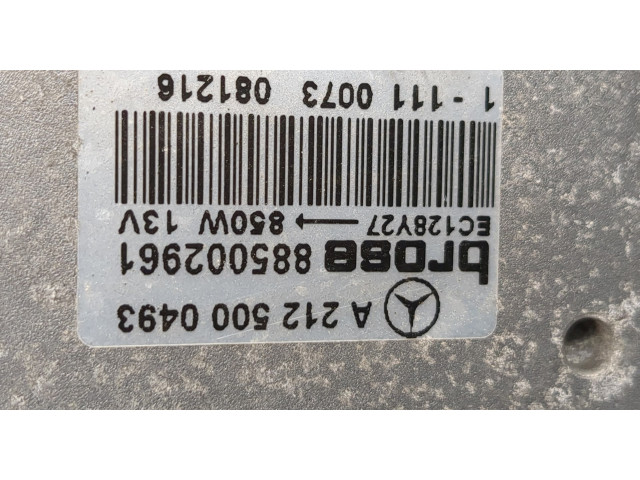 A 212 500 0493
brose 885002961
EC128Y27 → 850W 13V
1 - 111 0073 081216